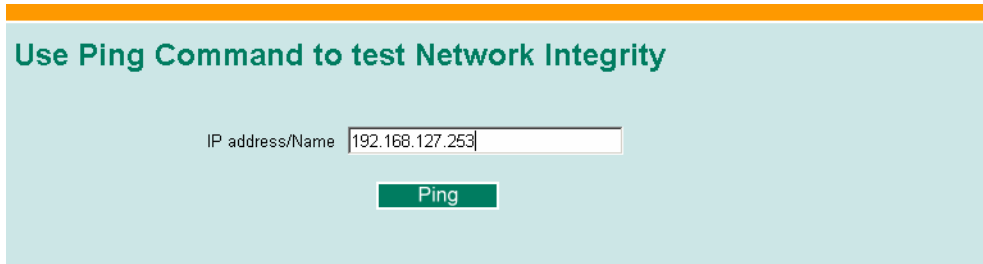 Use Ping Command to test Network Integrity
IP address/Name 192.168.127.253
Ping